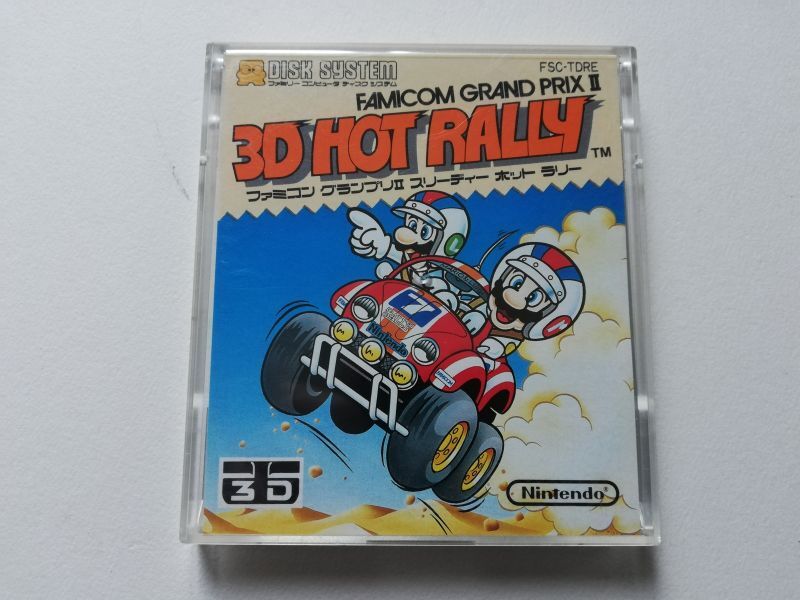 DISK SYSTEM
ファミリー コンピュータ ディスク システム
FSC-TDRE
FAMICOM GRAND PRIX II
3D HOT RALLY TM
ファミコン グランプリII スリーディー ホット ラリー
L
Nintendo
3D
Nintendo®